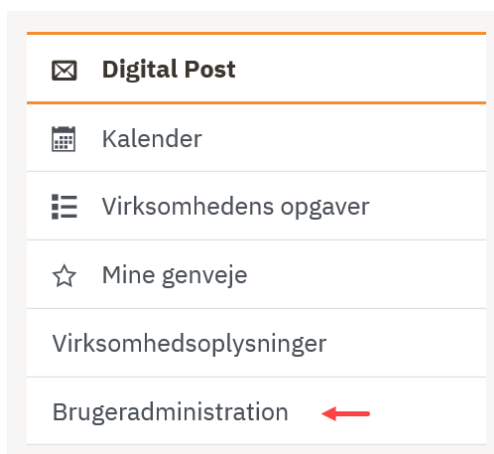 Digital Post
Kalender
Virksomhedens opgaver
Mine genveje
Virksomhedsoplysninger
Brugeradministration